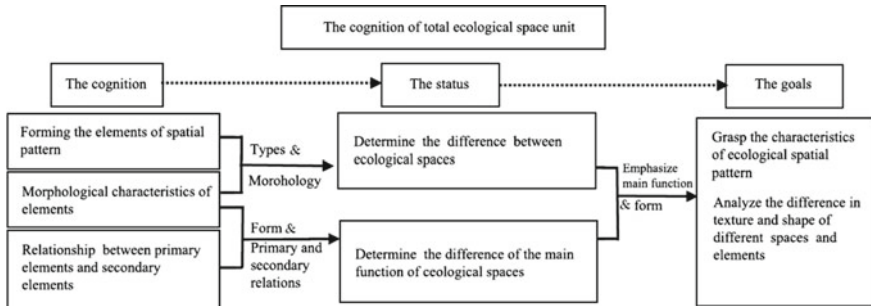 The cognition of total ecological space unit
The cognition
The status
The goals
Forming the elements of spatial
pattern
Morphological characteristics of
elements
Relationship between primary
elements and secondary
elements
Types &
Morohology
Form &
Primary and
secondary
relations
Determine the difference between
ecological spaces
Determine the difference of the main
function of ceological spaces
Emphasize
main function
& form
Grasp the characteristics
of ecological spatial
pattern
Analyze the difference in
texture and shape of
different spaces and
elements